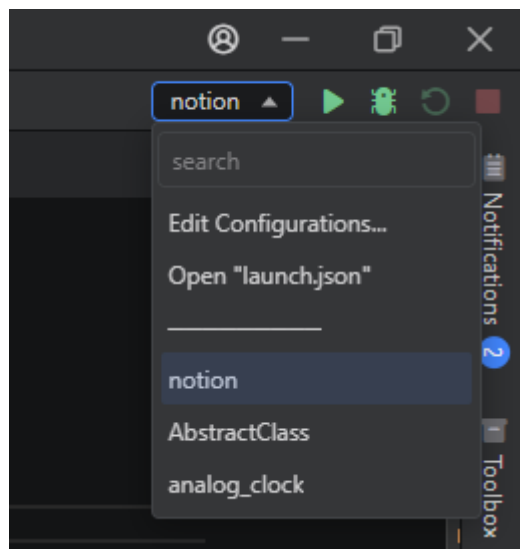 notion
search
Edit Configurations...
Open "launch.json"
notion
AbstractClass
analog_clock
Notifications
2
Toolbox